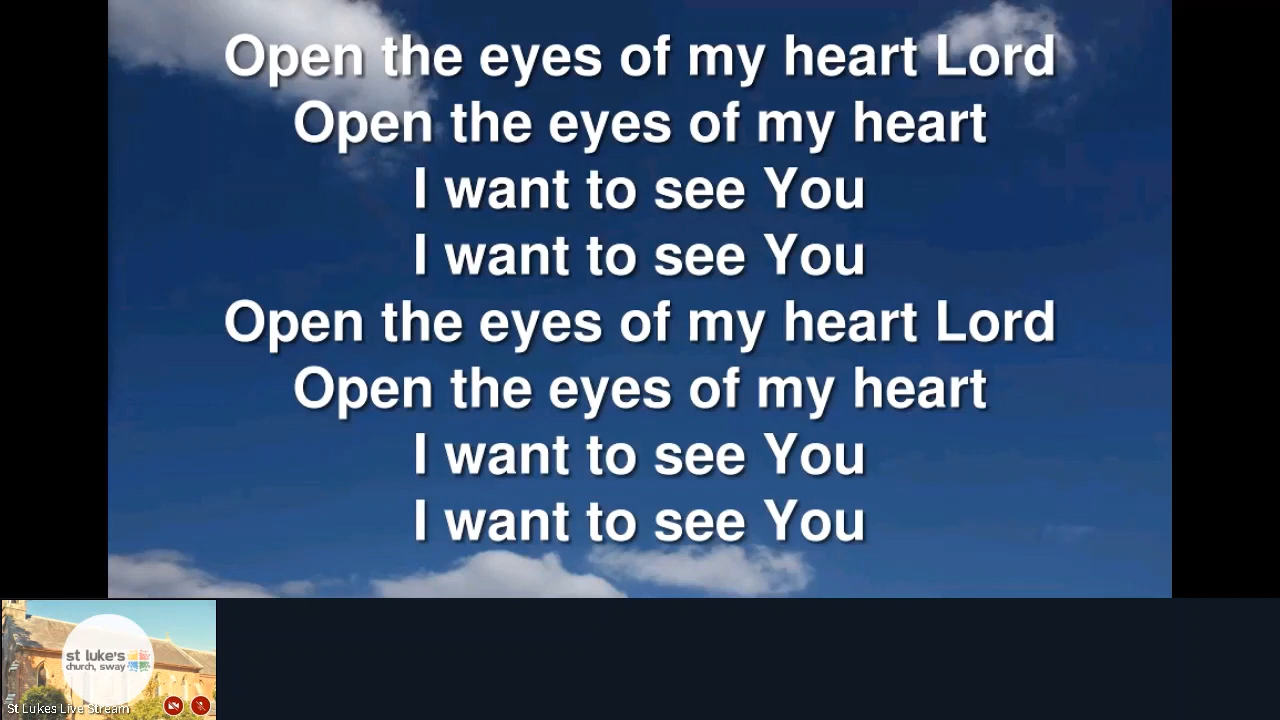 Open the eyes of my heart Lord
Open the eyes of my heart
I want to see You
I want to see You
Open the eyes of my heart Lord
Open the eyes of my heart
I want to see You
I want to see You
st luke's
church, sway
St Lukes Live Stream